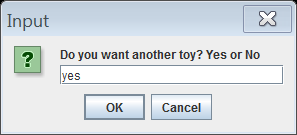 Input
Do you want another toy? Yes or No
yes
OK
Cancel